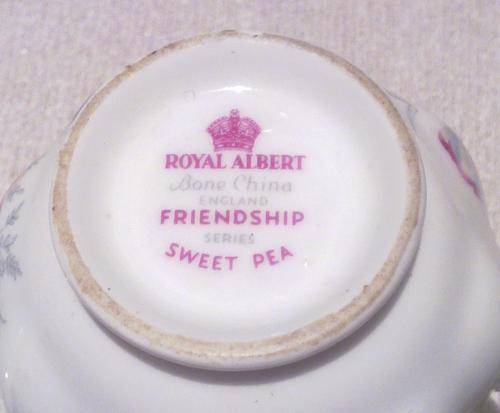 ROYAL ALBERT
Bone China
ENGLAND
FRIENDSHIP
SERIES
SWEET PEA